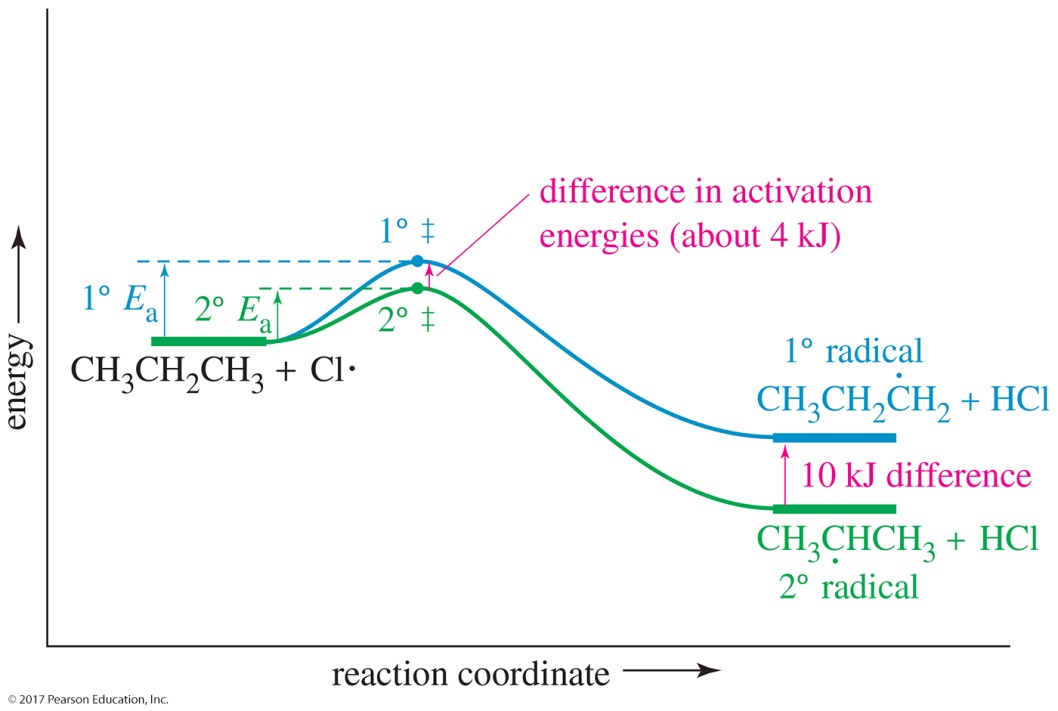 difference in activation
energies (about 4 kJ)
1° ‡
1° Eₐ
2° Eₐ
2° ‡
CH₃CH₂CH₃ + Cl·
energy →
1° radical
CH₃CH₂ĊH₂ + HCl
10 kJ difference
CH₃ĊHCH₃ + HCl
2° radical
reaction coordinate →
© 2017 Pearson Education, Inc.